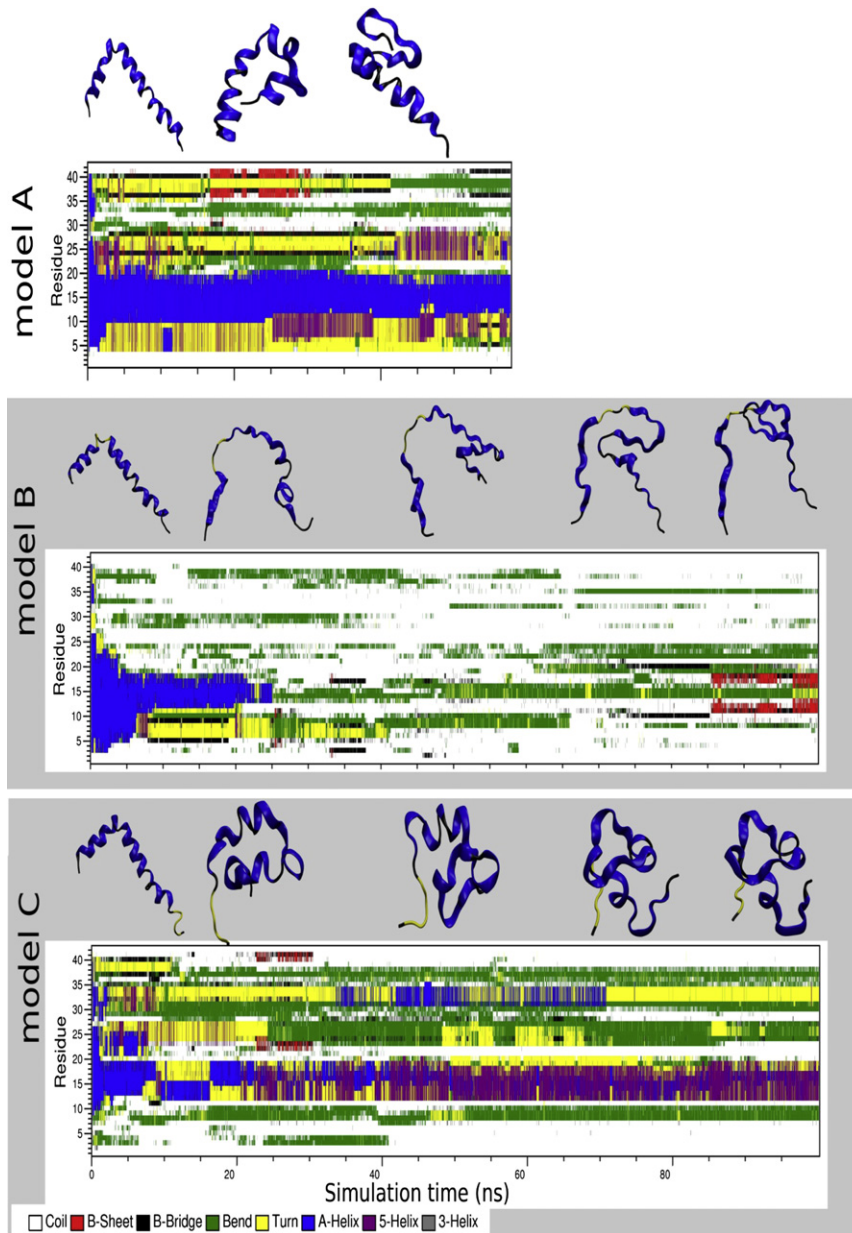 model A
Residue
40
35
30
25
20
15
10
5
model B
Residue
40
35
30
25
20
15
10
5
model C
Residue
40
35
30
25
20
15
10
5
0 20 40 60 80
Simulation time (ns)
Coil B-Sheet B-Bridge Bend Turn A-Helix 5-Helix 3-Helix